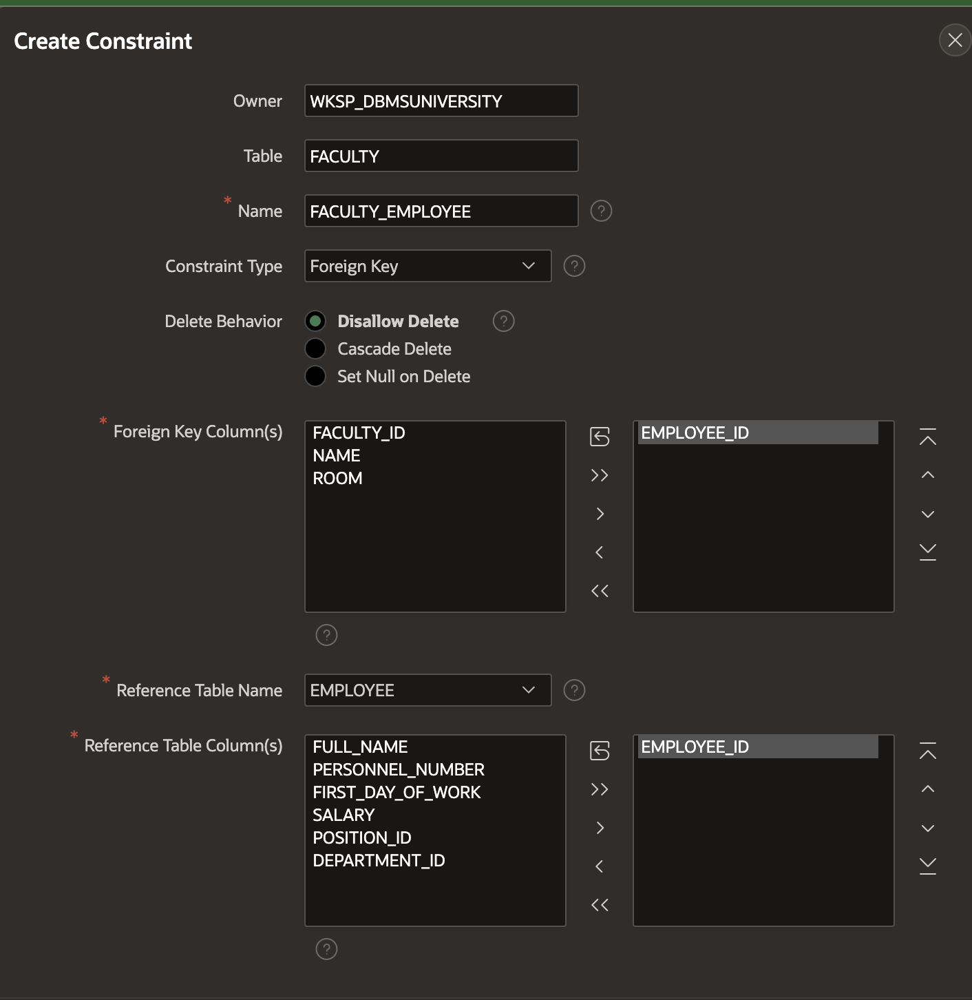 Create Constraint
Owner WKSP_DBMSUNIVERSITY
Table FACULTY
* Name FACULTY_EMPLOYEE ?
Constraint Type Foreign Key ?
Delete Behavior Disallow Delete ?
Cascade Delete
Set Null on Delete
* Foreign Key Column(s) FACULTY_ID EMPLOYEE_ID
NAME
ROOM
?
* Reference Table Name EMPLOYEE ?
* Reference Table Column(s) FULL_NAME EMPLOYEE_ID
PERSONNEL_NUMBER
FIRST_DAY_OF_WORK
SALARY
POSITION_ID
DEPARTMENT_ID
?